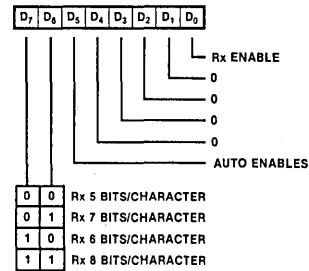 D7 D6 D5 D4 D3 D2 D1 D0
Rx ENABLE
0
0
0
0
AUTO ENABLES
0 0 Rx 5 BITS/CHARACTER
0 1 Rx 7 BITS/CHARACTER
1 0 Rx 6 BITS/CHARACTER
1 1 Rx 8 BITS/CHARACTER